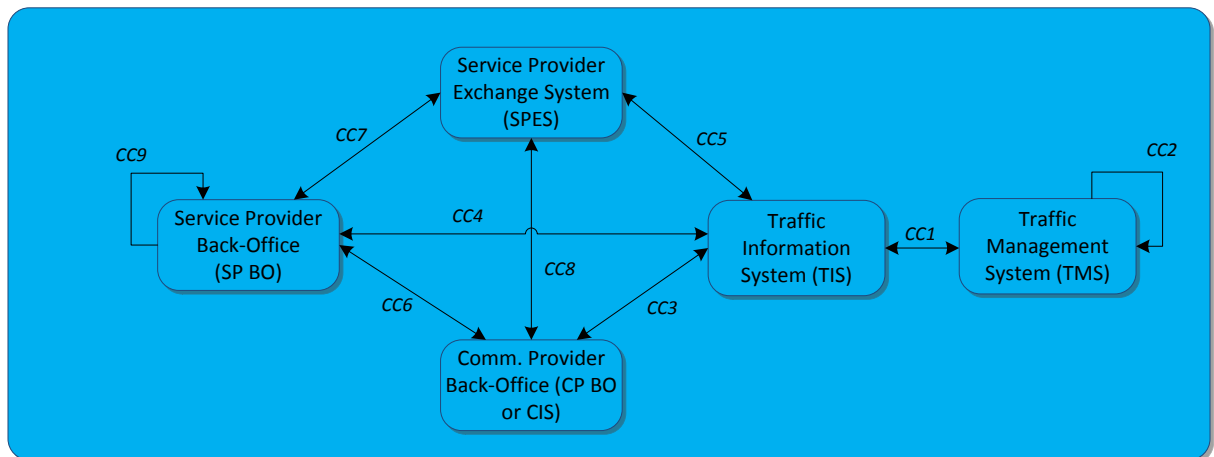 Service Provider
Exchange System
(SPES)
CC7
CC5
CC9
CC2
Service Provider
Back-Office
(SP BO)
CC4
Traffic
Information
System (TIS)
CC1
Traffic
Management
System (TMS)
CC8
CC6
CC3
Comm. Provider
Back-Office (CP BO
or CIS)